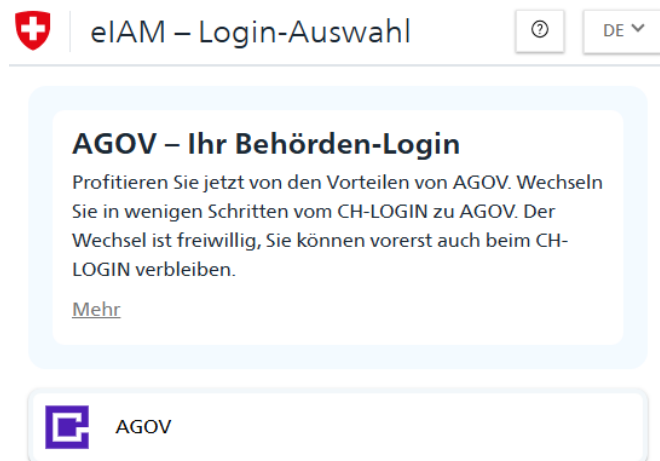 eIAM – Login-Auswahl
DE
AGOV – Ihr Behörden-Login
Profitieren Sie jetzt von den Vorteilen von AGOV. Wechseln
Sie in wenigen Schritten vom CH-LOGIN zu AGOV. Der
Wechsel ist freiwillig, Sie können vorerst auch beim CH-
LOGIN verbleiben.
Mehr
AGOV